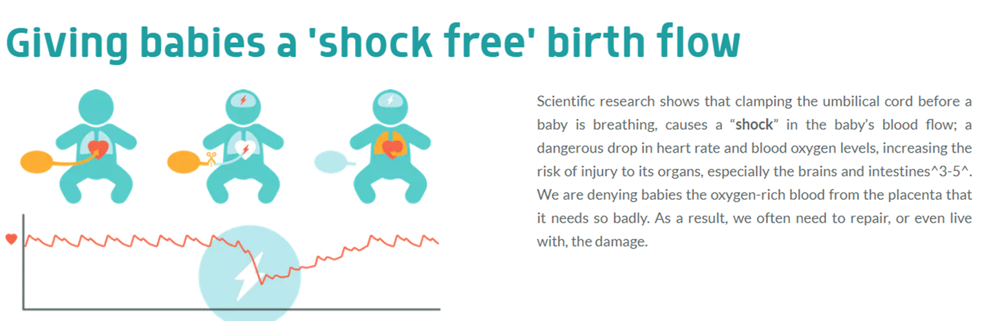 Giving babies a 'shock free' birth flow
Scientific research shows that clamping the umbilical cord before a
baby is breathing, causes a “shock” in the baby’s blood flow; a
dangerous drop in heart rate and blood oxygen levels, increasing the
risk of injury to its organs, especially the brains and intestines^3-5^.
We are denying babies the oxygen-rich blood from the placenta that
it needs so badly. As a result, we often need to repair, or even live
with, the damage.